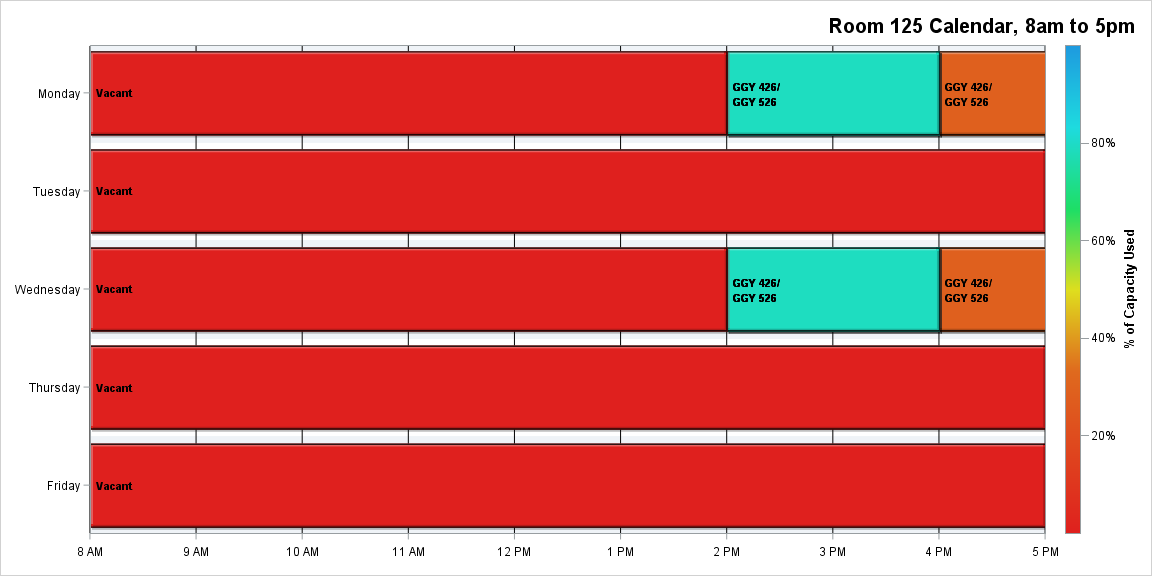 Room 125 Calendar, 8am to 5pm
Monday
Vacant
GGY 426/
GGY 526
GGY 426/
GGY 526
Tuesday
Vacant
Wednesday
Vacant
GGY 426/
GGY 526
GGY 426/
GGY 526
Thursday
Vacant
Friday
Vacant
8 AM 9 AM 10 AM 11 AM 12 PM 1 PM 2 PM 3 PM 4 PM 5 PM
80%
60%
40%
20%
% of Capacity Used